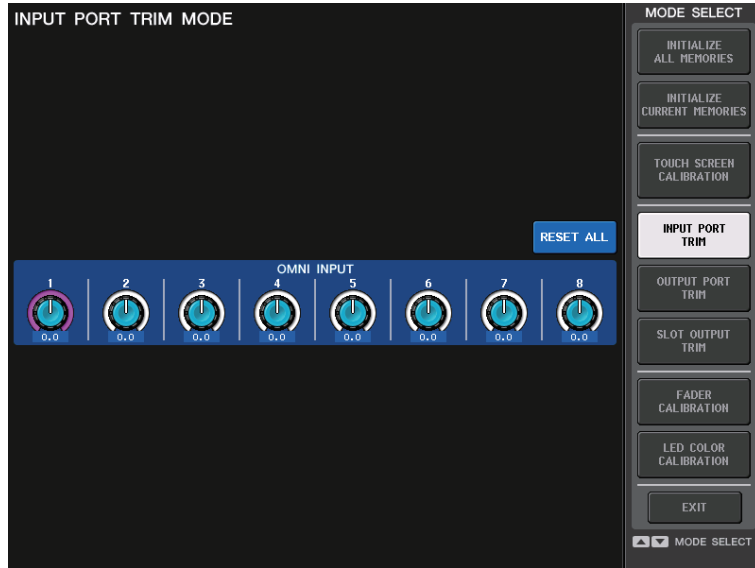 INPUT PORT TRIM MODE
RESET ALL
OMNI INPUT
1 2 3 4 5 6 7 8
0.0 0.0 0.0 0.0 0.0 0.0 0.0 0.0
MODE SELECT
INITIALIZE
ALL MEMORIES
INITIALIZE
CURRENT MEMORIES
TOUCH SCREEN
CALIBRATION
INPUT PORT
TRIM
OUTPUT PORT
TRIM
SLOT OUTPUT
TRIM
FADER
CALIBRATION
LED COLOR
CALIBRATION
EXIT
MODE SELECT